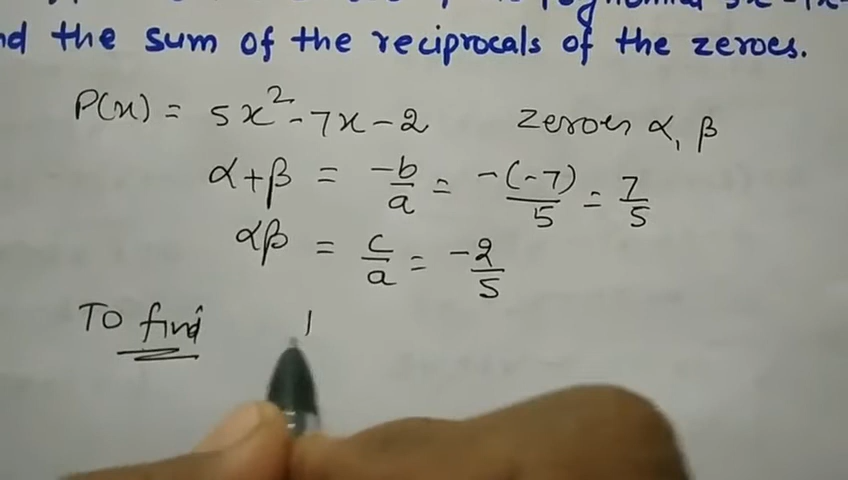 nd the sum of the reciprocals of the zeroes.
P(x) = 5x² - 7x - 2 zeroes α, β
α+β = -b/a = -(-7)/5 = 7/5
αβ = c/a = -2/5
To find 1